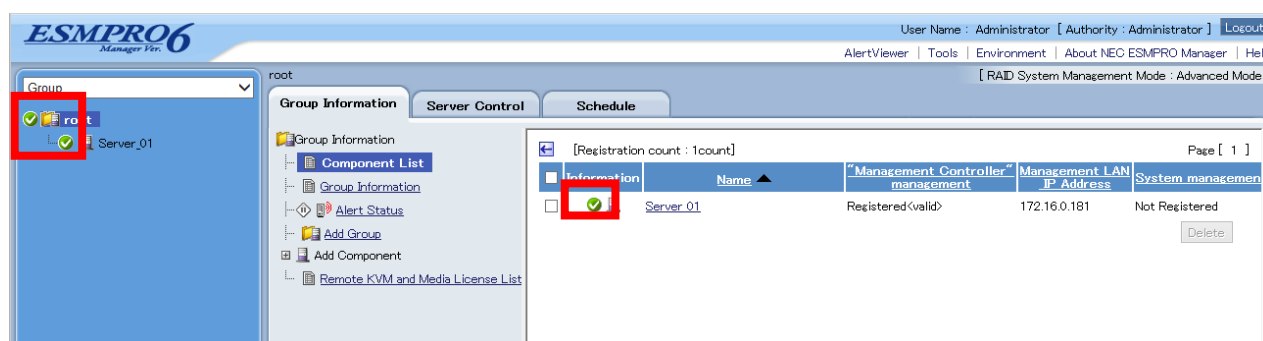 ESMPRO6
Manager Ver.
User Name : Administrator [ Authority : Administrator ] Logout
AlertViewer | Tools | Environment | About NEC ESMPRO Manager | Hel
root
[ RAID System Management Mode : Advanced Mode
Group
Group Information
Server Control
Schedule
root
Server_01
Group Information
Component List
Group Information
Alert Status
Add Group
Add Component
Remote KVM and Media License List
[Registration count : 1count]
Page [ 1 ]
Information
Name
"Management Controller" management
Management LAN IP Address
System managemen
Server 01
Registered<valid>
172.16.0.181
Not Registered
Delete